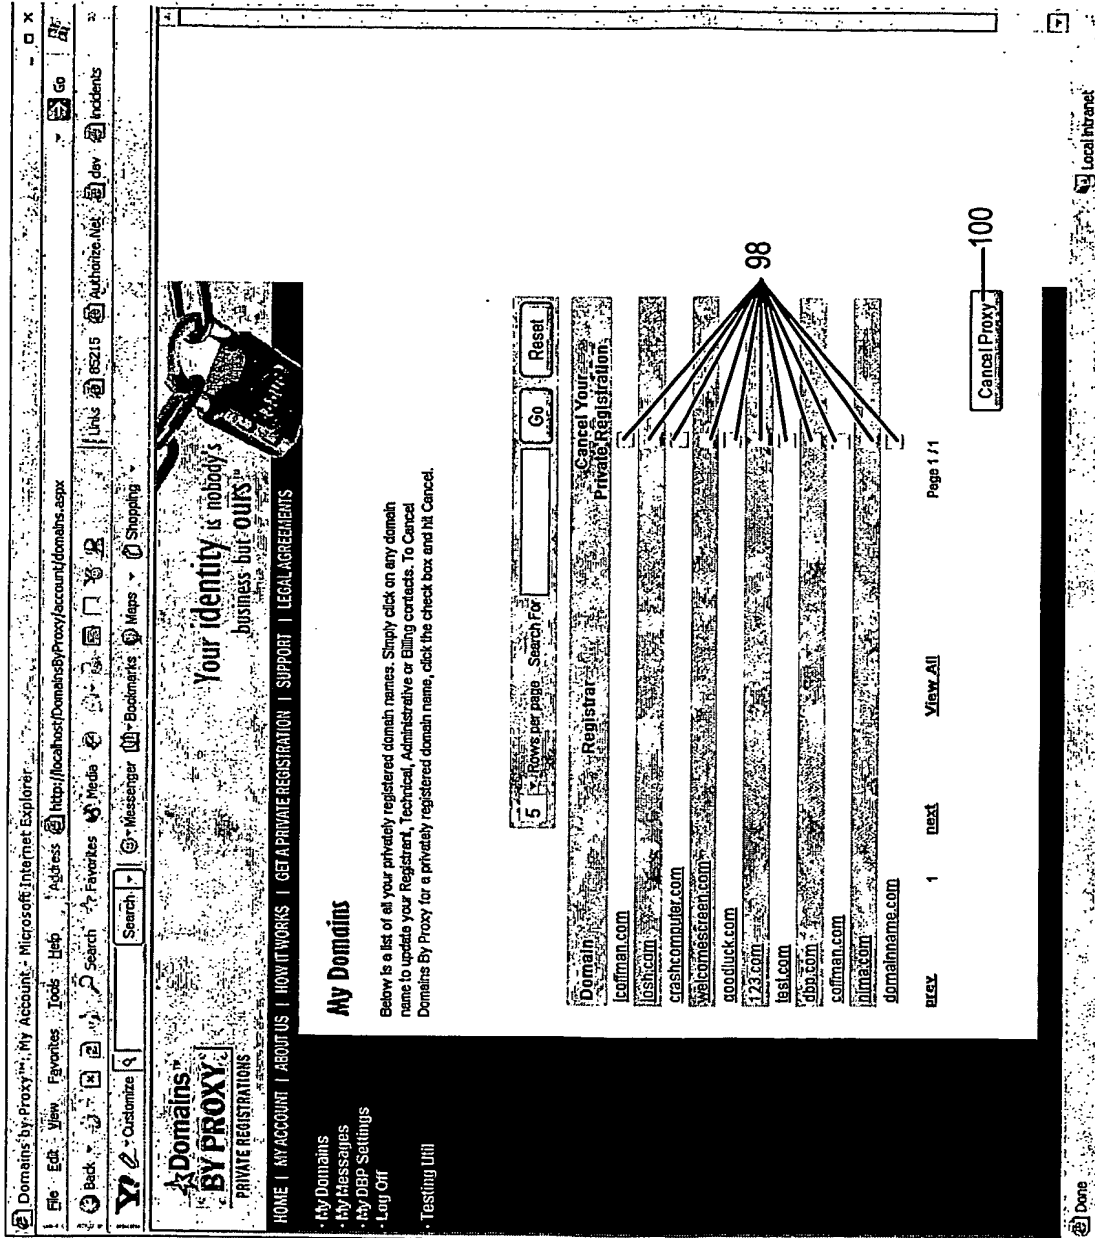 Domains by Proxy™: My Account - Microsoft Internet Explorer
File Edit View Favorites Tools Help Address http://localhost/DomainsByProxy/account/domains.aspx Go
Back Search Favorites Media Links 85215 Authorize.Net dev Incidents
Y! Customize Search Messenger Bookmarks Maps Shopping
Domains™
BY PROXY
PRIVATE REGISTRATIONS
Your identity is nobody's
business but OURS
HOME | MY ACCOUNT | ABOUT US | HOW IT WORKS | GET A PRIVATE REGISTRATION | SUPPORT | LEGAL AGREEMENTS
· My Domains
· My Messages
· My DBP Settings
· Log Off
· Testing Util
My Domains
Below is a list of all your privately registered domain names. Simply click on any domain
name to update your Registrant, Technical, Administrative or Billing contacts. To Cancel
Domains By Proxy for a privately registered domain name, click the check box and hit Cancel.
5 Rows per page Search For Go Reset
Domain Registrar Cancel Your
Private Registration
lcoffman.com
josh.com
crashcomputer.com
welcomescreen.com
goodluck.com
123.com
test.com
dbp.com
coffman.com
nima.com
domainname.com
98
prev 1 next View All Page 1 / 1
Cancel Proxy 100
Done Local intranet